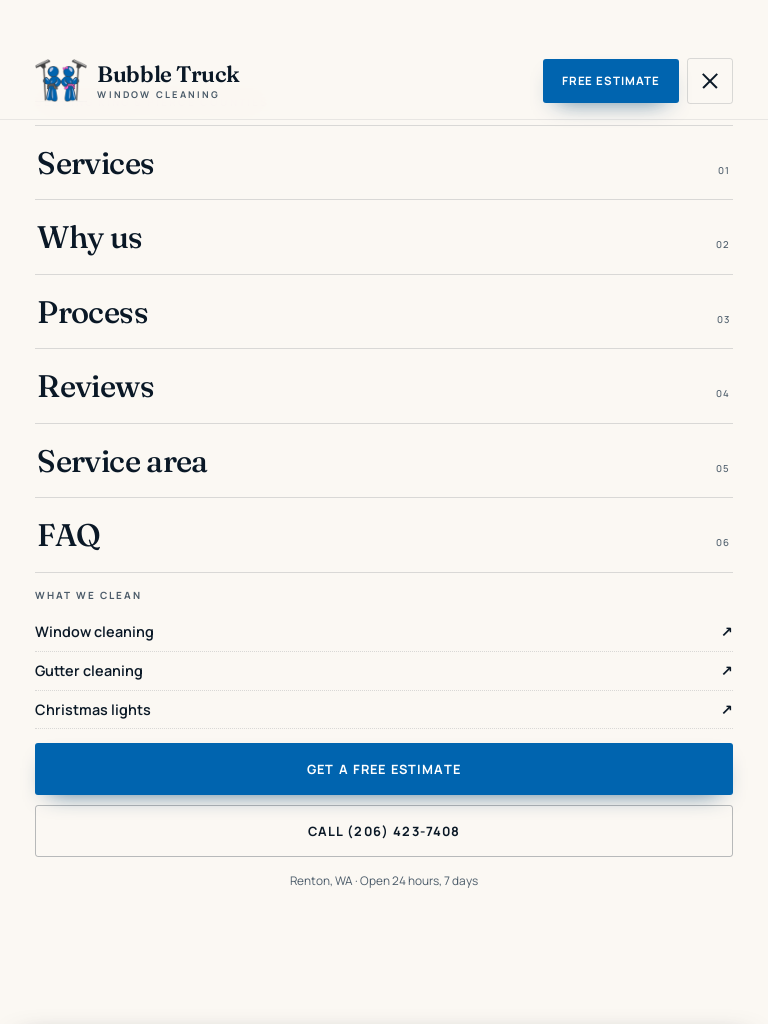 Bubble Truck
WINDOW CLEANING
FREE ESTIMATE
Services 01
Why us 02
Process 03
Reviews 04
Service area 05
FAQ 06
WHAT WE CLEAN
Window cleaning ↗
Gutter cleaning ↗
Christmas lights ↗
GET A FREE ESTIMATE
CALL (206) 423-7408
Renton, WA · Open 24 hours, 7 days